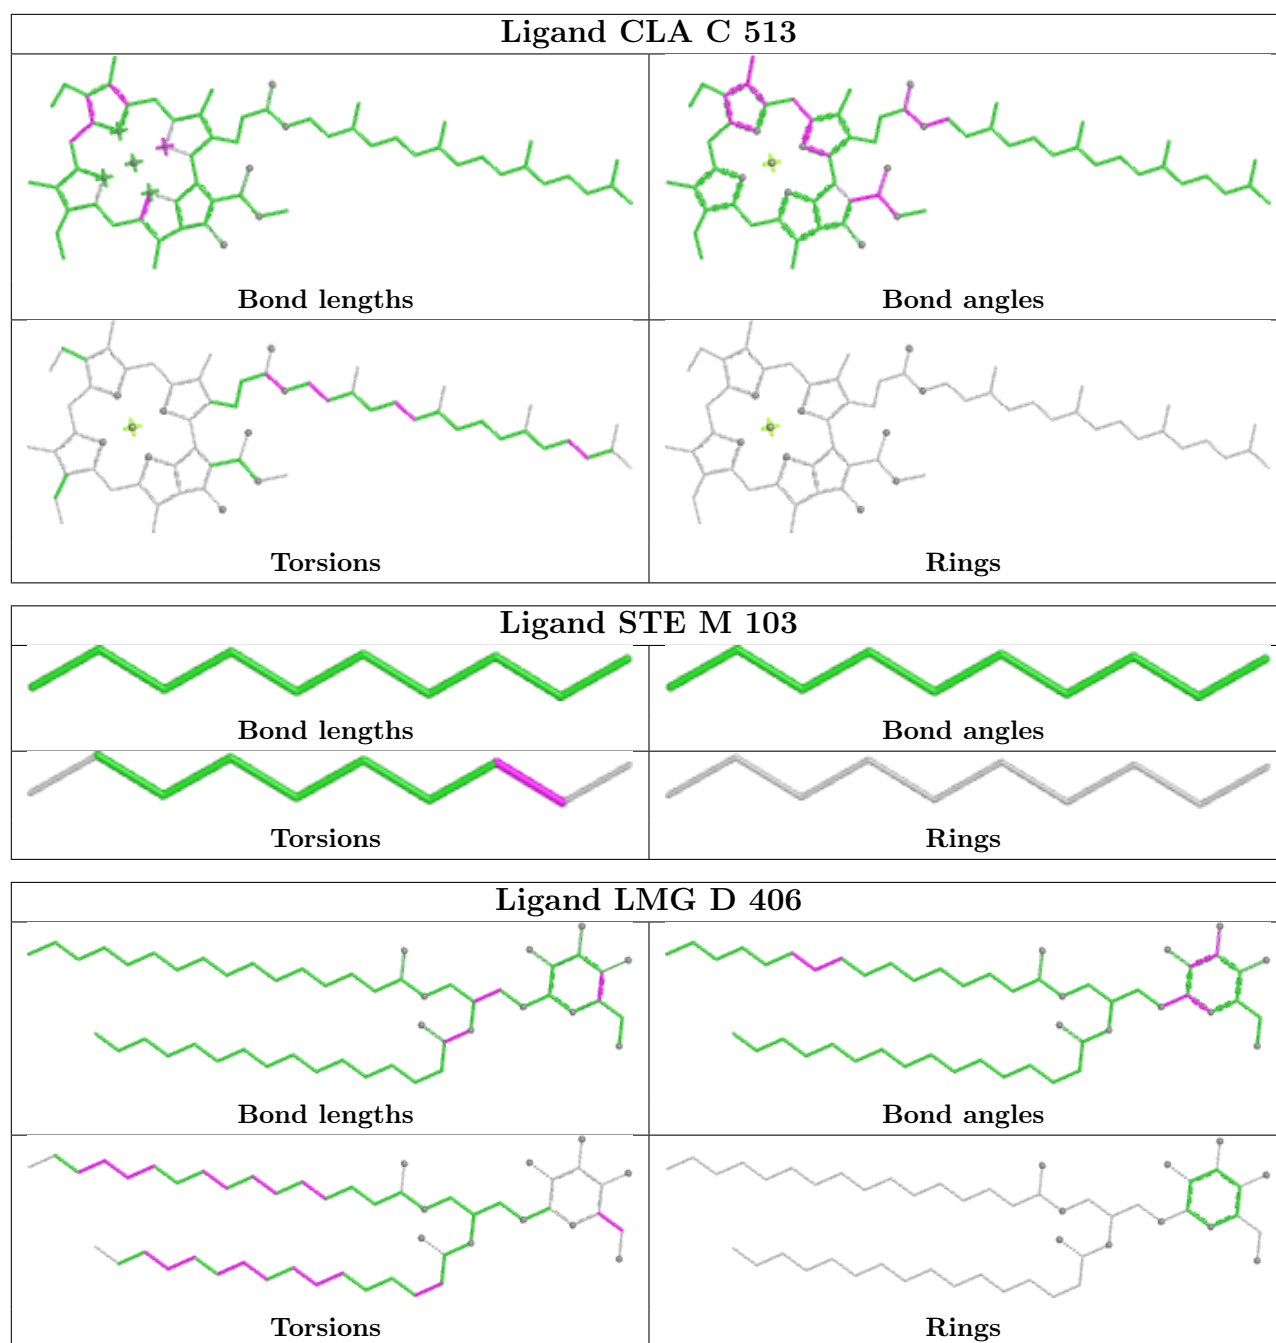 Ligand CLA C 513
Bond lengths
Bond angles
Torsions
Rings
Ligand STE M 103
Bond lengths
Bond angles
Torsions
Rings
Ligand LMG D 406
Bond lengths
Bond angles
Torsions
Rings